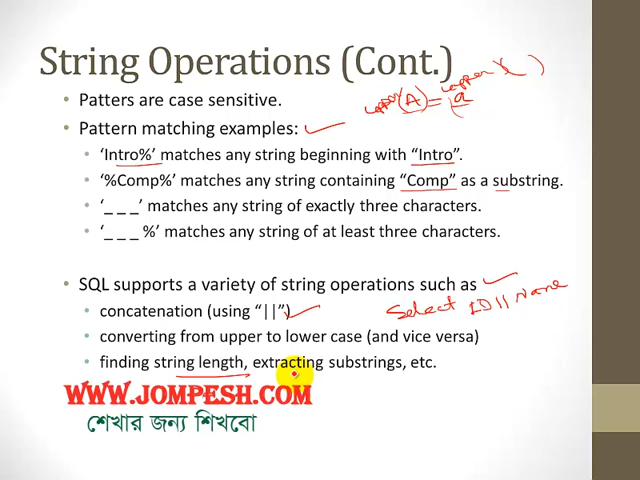 String Operations (Cont.)
• Patters are case sensitive.
upper(A) = upper(a)
• Pattern matching examples:
• ‘Intro%’ matches any string beginning with “Intro”.
• ‘%Comp%’ matches any string containing “Comp” as a substring.
• ‘_ _ _’ matches any string of exactly three characters.
• ‘_ _ _ %’ matches any string of at least three characters.
• SQL supports a variety of string operations such as
• concatenation (using “||”)
Select ID || Name
• converting from upper to lower case (and vice versa)
• finding string length, extracting substrings, etc.
WWW.JOMPESH.COM
শেখার জন্য শিখবো